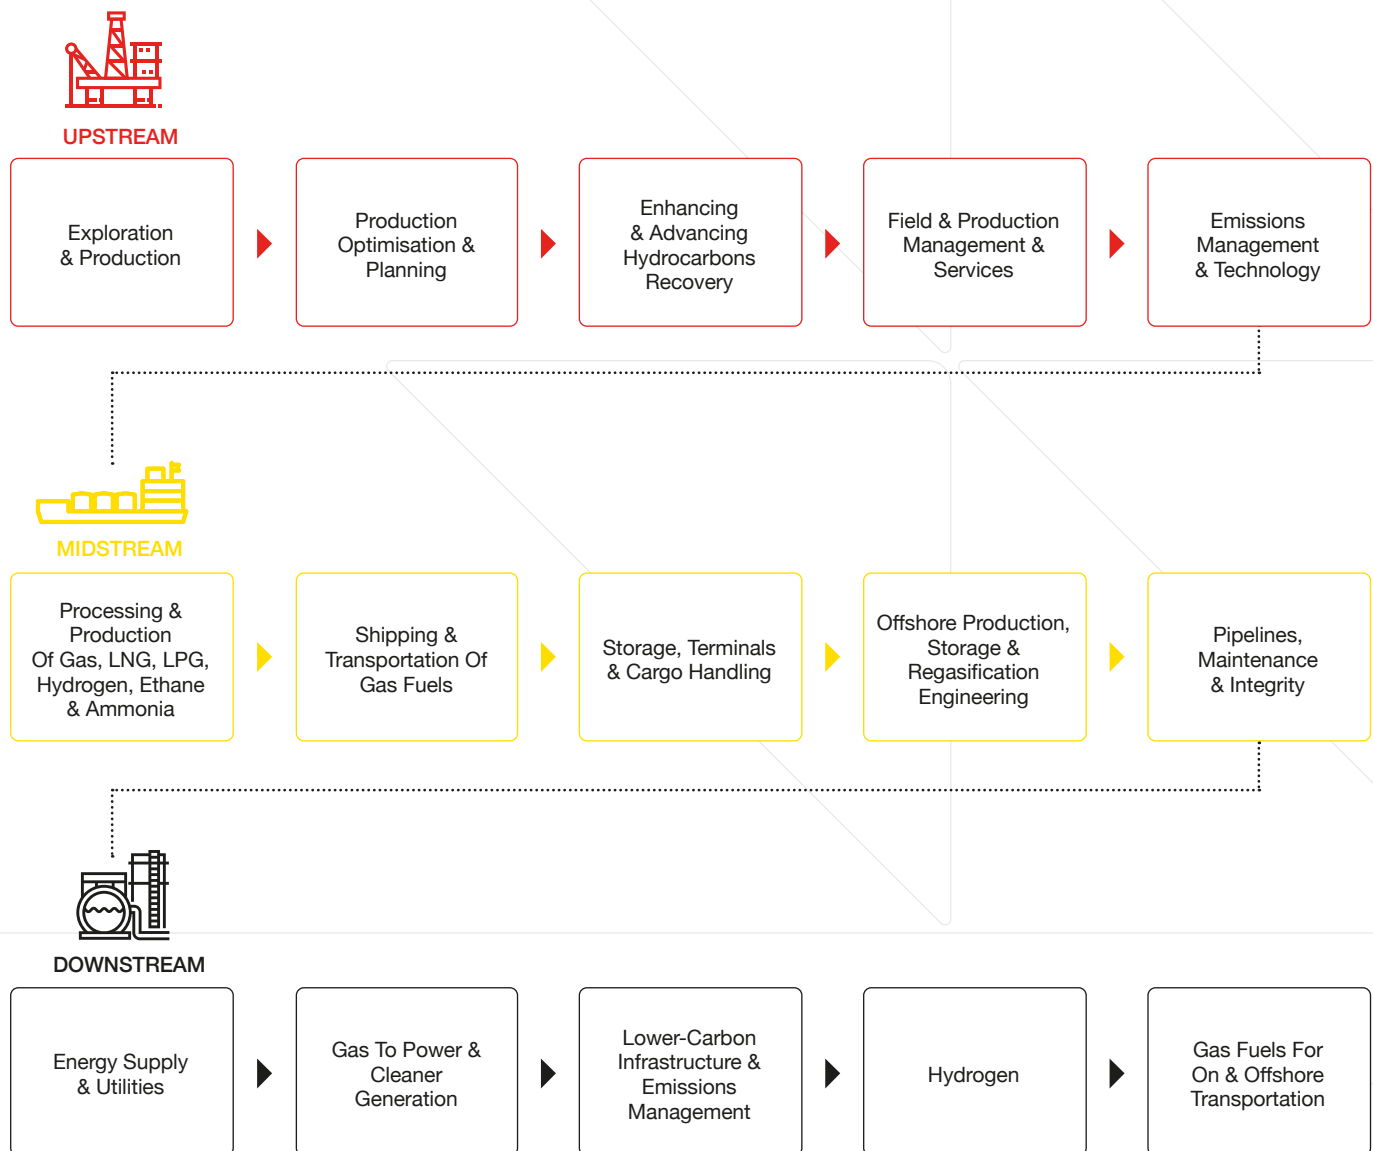 UPSTREAM
Exploration
& Production
Production
Optimisation &
Planning
Enhancing
& Advancing
Hydrocarbons
Recovery
Field & Production
Management &
Services
Emissions
Management
& Technology
MIDSTREAM
Processing &
Production
Of Gas, LNG, LPG,
Hydrogen, Ethane
& Ammonia
Shipping &
Transportation Of
Gas Fuels
Storage, Terminals
& Cargo Handling
Offshore Production,
Storage &
Regasification
Engineering
Pipelines,
Maintenance
& Integrity
DOWNSTREAM
Energy Supply
& Utilities
Gas To Power &
Cleaner
Generation
Lower-Carbon
Infrastructure &
Emissions
Management
Hydrogen
Gas Fuels For
On & Offshore
Transportation